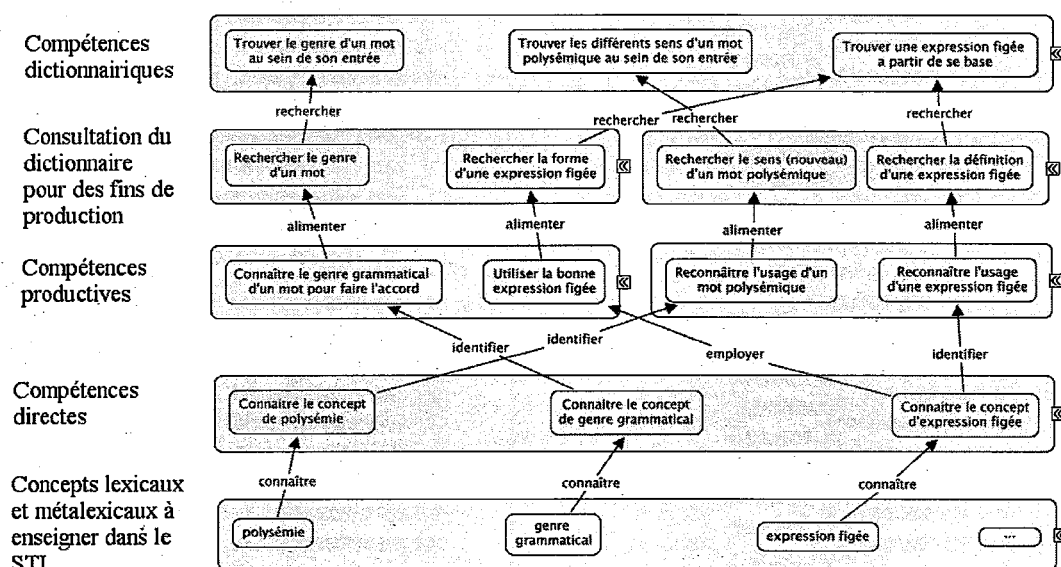 Compétences
dictionnairiques
Trouver le genre d'un mot
au sein de son entrée
Trouver les différents sens d'un mot
polysémique au sein de son entrée
Trouver une expression figée
a partir de se base
rechercher
rechercher
rechercher
rechercher
Consultation du
dictionnaire
pour des fins de
production
Rechercher le genre
d'un mot
Rechercher la forme
d'une expression figée
Rechercher le sens (nouveau)
d'un mot polysémique
Rechercher la définition
d'une expression figée
alimenter
alimenter
alimenter
alimenter
Compétences
productives
Connaître le genre grammatical
d'un mot pour faire l'accord
Utiliser la bonne
expression figée
Reconnaître l'usage d'un
mot polysémique
Reconnaître l'usage
d'une expression figée
identifier
identifier
employer
identifier
Compétences
directes
Connaitre le concept
de polysémie
Connaitre le concept
de genre grammatical
Connaitre le concept
d'expression figée
connaître
connaître
connaître
Concepts lexicaux
et métalexicaux à
enseigner dans le
STI
polysémie
genre
grammatical
expression figée
...